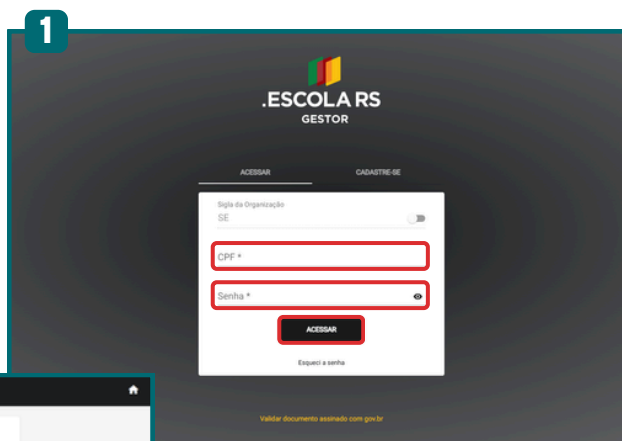 1
.ESCOLA RS
GESTOR
ACESSAR CADASTRE-SE
Sigla da Organização
SE
CPF *
Senha *
ACESSAR
Esqueci a senha
Validar documento assinado com gov.br